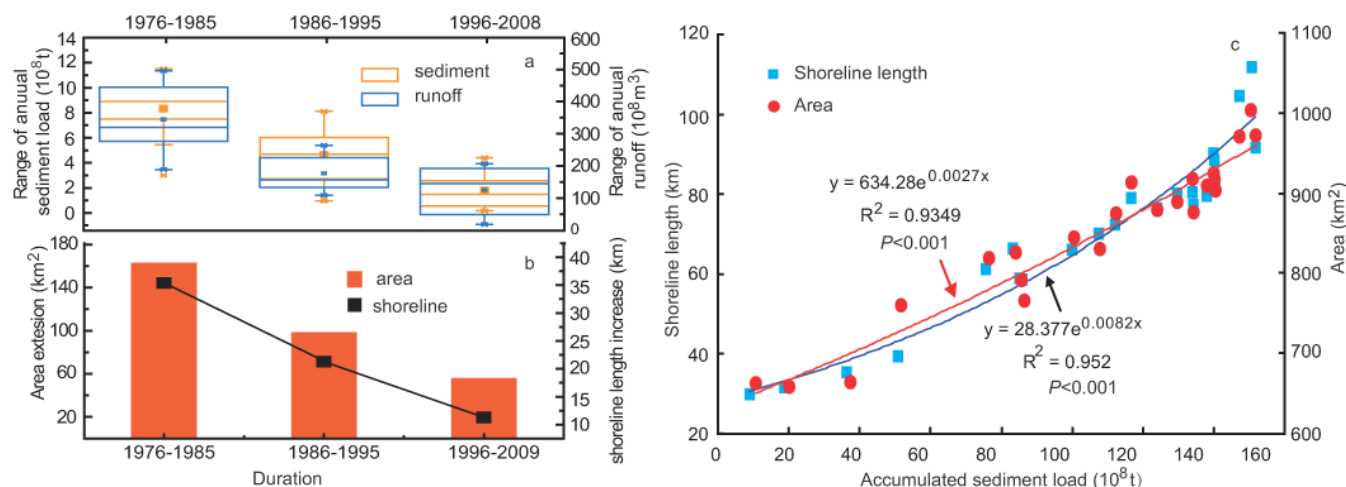 1976-1985 1986-1995 1996-2008
14
12
10
8
6
4
2
0
Range of anuual
sediment load (10⁸t)
a
sediment
runoff
600
500
400
300
200
100
0
Range of anuual
runoff (10⁸m³)
180
140
100
60
20
Area extesion (km²)
b
area
shoreline
40
35
30
25
20
15
10
shoreline length increase (km)
1976-1985 1986-1995 1996-2009
Duration
120
100
80
60
40
20
Shoreline length (km)
c
Shoreline length
Area
y = 634.28e^0.0027x
R² = 0.9349
P<0.001
y = 28.377e^0.0082x
R² = 0.952
P<0.001
1100
1000
900
800
700
600
Area (km²)
0 20 40 60 80 100 120 140 160
Accumulated sediment load (10⁸t)